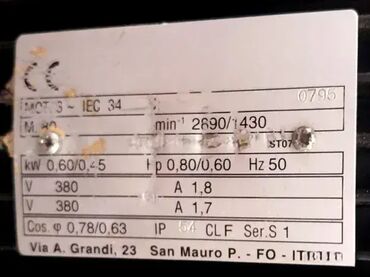 CE
0795
MOT. 3 ~ IEC 34
M. 80 min⁻¹ 2890/1430
ST07
kW 0,60/0,45 Hp 0,80/0,60 Hz 50
V 380 A 1,8
V 380 A 1,7
Cos. φ 0,78/0,63 IP 54 CL F Ser. S 1
Via A. Grandi, 23 San Mauro P. - FO -